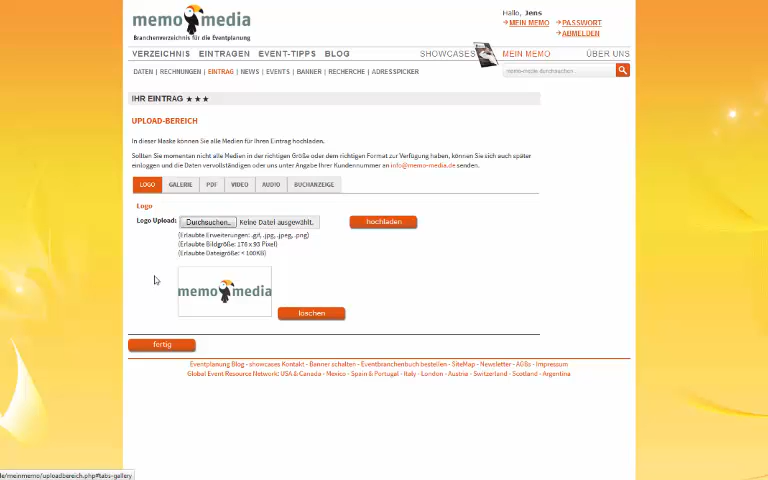 memo media
Branchenverzeichnis für die Eventplanung
Hallo, Jens
MEIN MEMO PASSWORT
ABMELDEN
VERZEICHNIS EINTRAGEN EVENT-TIPPS BLOG SHOWCASES MEIN MEMO ÜBER UNS
DATEN | RECHNUNGEN | EINTRAG | NEWS | EVENTS | BANNER | RECHERCHE | ADRESSPICKER
memo-media durchsuchen...
IHR EINTRAG ★ ★ ★
UPLOAD-BEREICH
In dieser Maske können Sie alle Medien für Ihren Eintrag hochladen.
Sollten Sie momentan nicht alle Medien in der richtigen Größe oder dem richtigen Format zur Verfügung haben, können Sie sich auch später
einloggen und die Daten vervollständigen oder uns unter Angabe Ihrer Kundennummer an info@memo-media.de senden.
LOGO GALERIE PDF VIDEO AUDIO BUCHANZEIGE
Logo
Logo Upload: Durchsuchen... Keine Datei ausgewählt. hochladen
(Erlaubte Erweiterungen: .gif, .jpg, .jpeg, .png)
(Erlaubte Bildgröße: 178 x 93 Pixel)
(Erlaubte Dateigröße: < 100KB)
memo media
löschen
fertig
Eventplanung Blog - showcases Kontakt - Banner schalten - Eventbranchenbuch bestellen - SiteMap - Newsletter - AGBs - Impressum
Global Event Resource Network: USA & Canada - Mexico - Spain & Portugal - Italy - London - Austria - Switzerland - Scotland - Argentina
de/meinmemo/uploadbereich.php#tabs-gallery